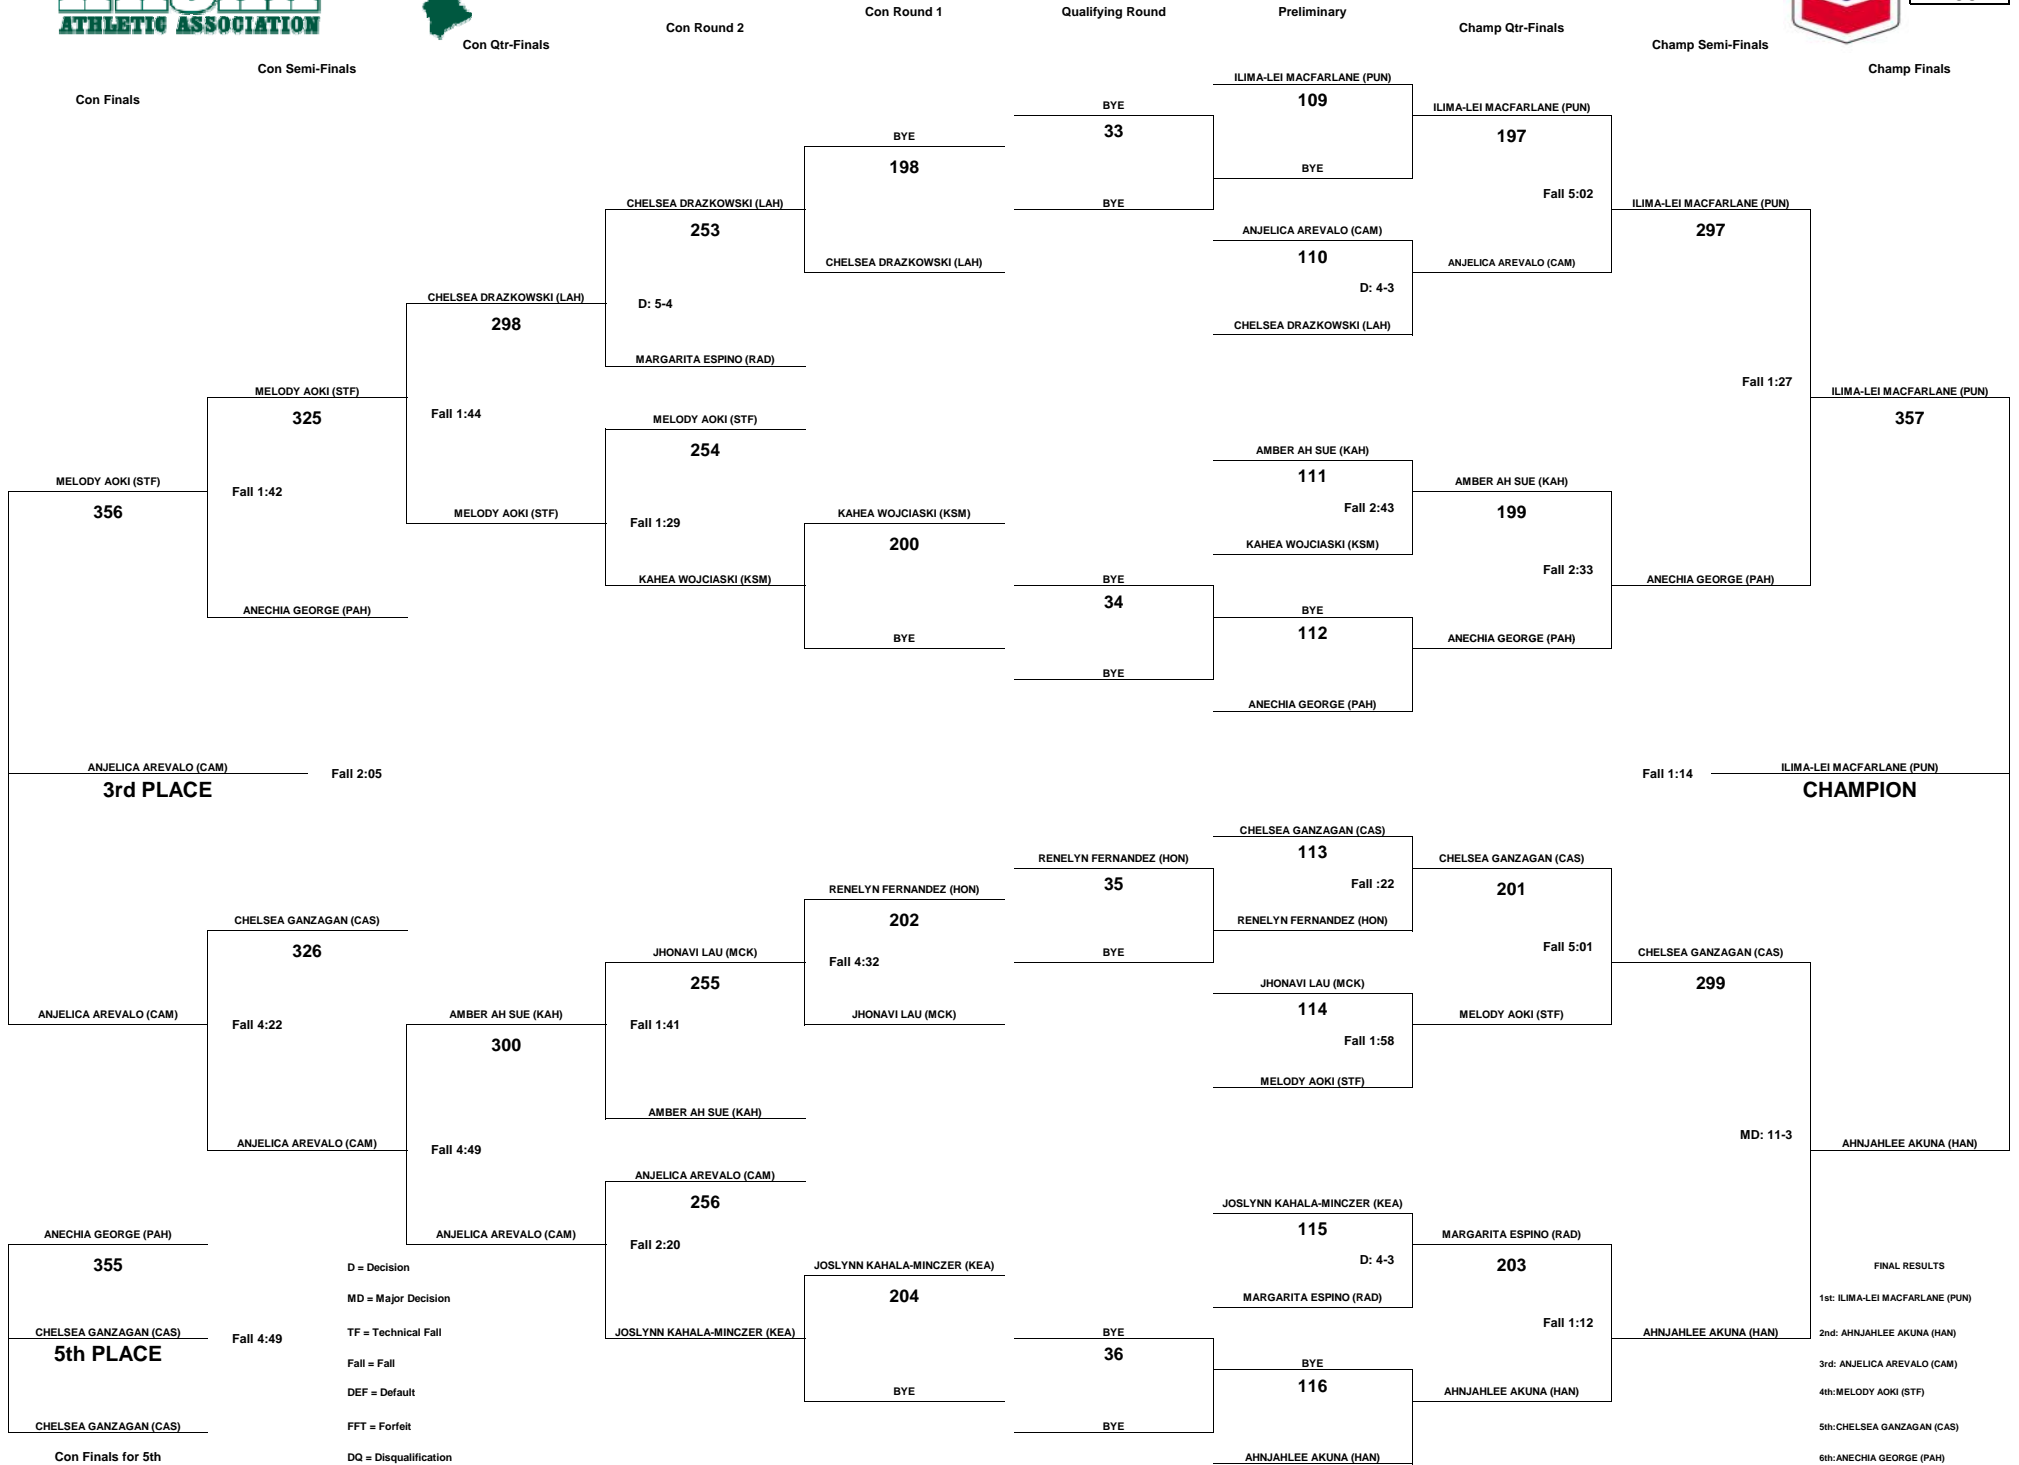 ATHLETIC ASSOCIATION
Con Finals
Con Semi-Finals
Con Qtr-Finals
Con Round 2
Con Round 1
Qualifying Round
Preliminary
Champ Qtr-Finals
Champ Semi-Finals
Champ Finals
MELODY AOKI (STF)
356
ANJELICA AREVALO (CAM)
3rd PLACE
Fall 2:05
ANJELICA AREVALO (CAM)
ANECHIA GEORGE (PAH)
355
CHELSEA GANZAGAN (CAS)
5th PLACE
Fall 4:49
CHELSEA GANZAGAN (CAS)
Con Finals for 5th
MELODY AOKI (STF)
325
Fall 1:42
ANECHIA GEORGE (PAH)
CHELSEA GANZAGAN (CAS)
326
Fall 4:22
ANJELICA AREVALO (CAM)
D = Decision
MD = Major Decision
TF = Technical Fall
Fall = Fall
DEF = Default
FFT = Forfeit
DQ = Disqualification
CHELSEA DRAZKOWSKI (LAH)
298
Fall 1:44
MELODY AOKI (STF)
AMBER AH SUE (KAH)
300
Fall 4:49
ANJELICA AREVALO (CAM)
CHELSEA DRAZKOWSKI (LAH)
253
D: 5-4
MARGARITA ESPINO (RAD)
MELODY AOKI (STF)
254
Fall 1:29
KAHEA WOJCIASKI (KSM)
JHONAVI LAU (MCK)
255
Fall 1:41
AMBER AH SUE (KAH)
ANJELICA AREVALO (CAM)
256
Fall 2:20
JOSLYNN KAHALA-MINCZER (KEA)
BYE
198
CHELSEA DRAZKOWSKI (LAH)
KAHEA WOJCIASKI (KSM)
200
BYE
RENELYN FERNANDEZ (HON)
202
Fall 4:32
JHONAVI LAU (MCK)
JOSLYNN KAHALA-MINCZER (KEA)
204
BYE
BYE
33
BYE
BYE
34
BYE
RENELYN FERNANDEZ (HON)
35
BYE
BYE
36
BYE
ILIMA-LEI MACFARLANE (PUN)
109
BYE
ANJELICA AREVALO (CAM)
110
D: 4-3
CHELSEA DRAZKOWSKI (LAH)
AMBER AH SUE (KAH)
111
Fall 2:43
KAHEA WOJCIASKI (KSM)
BYE
112
ANECHIA GEORGE (PAH)
CHELSEA GANZAGAN (CAS)
113
Fall :22
RENELYN FERNANDEZ (HON)
JHONAVI LAU (MCK)
114
Fall 1:58
MELODY AOKI (STF)
JOSLYNN KAHALA-MINCZER (KEA)
115
D: 4-3
MARGARITA ESPINO (RAD)
BYE
116
AHNJAHLEE AKUNA (HAN)
ILIMA-LEI MACFARLANE (PUN)
197
Fall 5:02
ANJELICA AREVALO (CAM)
AMBER AH SUE (KAH)
199
Fall 2:33
ANECHIA GEORGE (PAH)
CHELSEA GANZAGAN (CAS)
201
Fall 5:01
MELODY AOKI (STF)
MARGARITA ESPINO (RAD)
203
Fall 1:12
AHNJAHLEE AKUNA (HAN)
ILIMA-LEI MACFARLANE (PUN)
297
Fall 1:27
ANECHIA GEORGE (PAH)
CHELSEA GANZAGAN (CAS)
299
MD: 11-3
AHNJAHLEE AKUNA (HAN)
ILIMA-LEI MACFARLANE (PUN)
357
Fall 1:14
ILIMA-LEI MACFARLANE (PUN)
CHAMPION
AHNJAHLEE AKUNA (HAN)
FINAL RESULTS
1st: ILIMA-LEI MACFARLANE (PUN)
2nd: AHNJAHLEE AKUNA (HAN)
3rd: ANJELICA AREVALO (CAM)
4th:MELODY AOKI (STF)
5th:CHELSEA GANZAGAN (CAS)
6th:ANECHIA GEORGE (PAH)